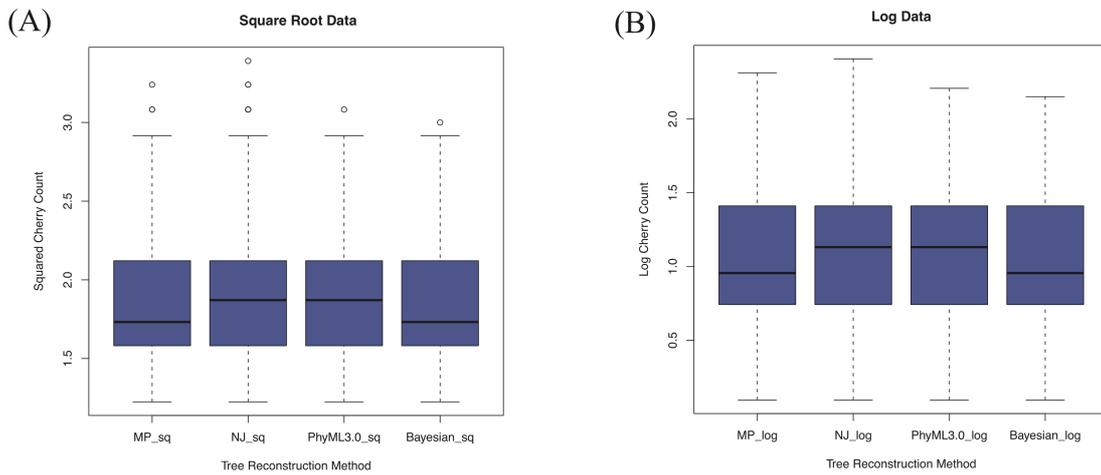 (A)
Square Root Data
Squared Cherry Count
3.0
2.5
2.0
1.5
MP_sq NJ_sq PhyML3.0_sq Bayesian_sq
Tree Reconstruction Method
(B)
Log Data
Log Cherry Count
2.0
1.5
1.0
0.5
MP_log NJ_log PhyML3.0_log Bayesian_log
Tree Reconstruction Method